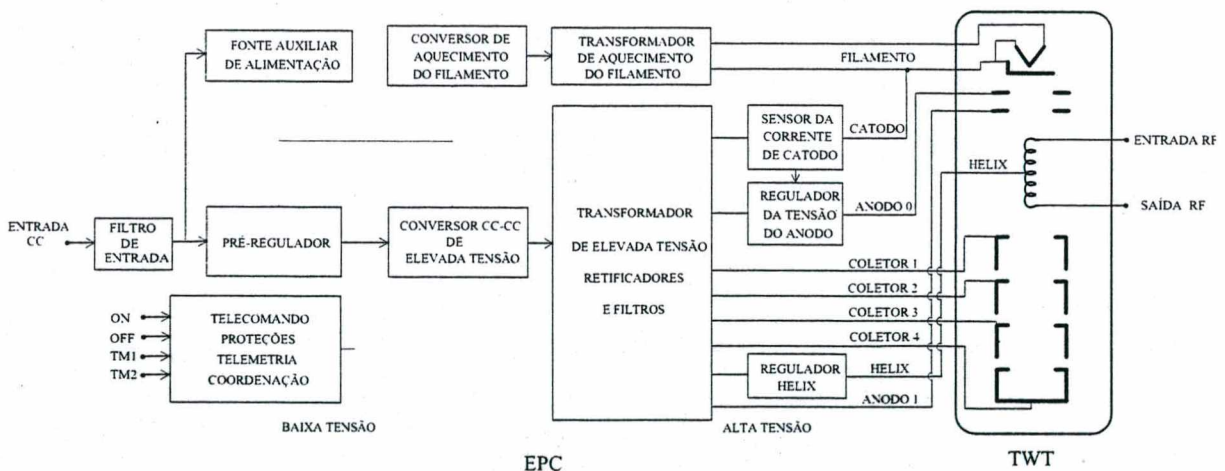 FONTE AUXILIAR
DE ALIMENTAÇÃO
CONVERSOR DE
AQUECIMENTO
DO FILAMENTO
TRANSFORMADOR
DE AQUECIMENTO
DO FILAMENTO
FILAMENTO
SENSOR DA
CORRENTE
DE CATODO
CATODO
ENTRADA RF
HELIX
SAÍDA RF
REGULADOR
DA TENSÃO
DO ANODO
ANODO 0
ENTRADA
CC
FILTRO
DE
ENTRADA
PRÉ-REGULADOR
CONVERSOR CC-CC
DE
ELEVADA TENSÃO
TRANSFORMADOR
DE ELEVADA TENSÃO
RETIFICADORES
E FILTROS
COLETOR 1
COLETOR 2
COLETOR 3
COLETOR 4
ON
OFF
TM1
TM2
TELECOMANDO
PROTEÇÕES
TELEMETRIA
COORDENAÇÃO
REGULADOR
HELIX
HELIX
ANODO 1
BAIXA TENSÃO
ALTA TENSÃO
EPC
TWT